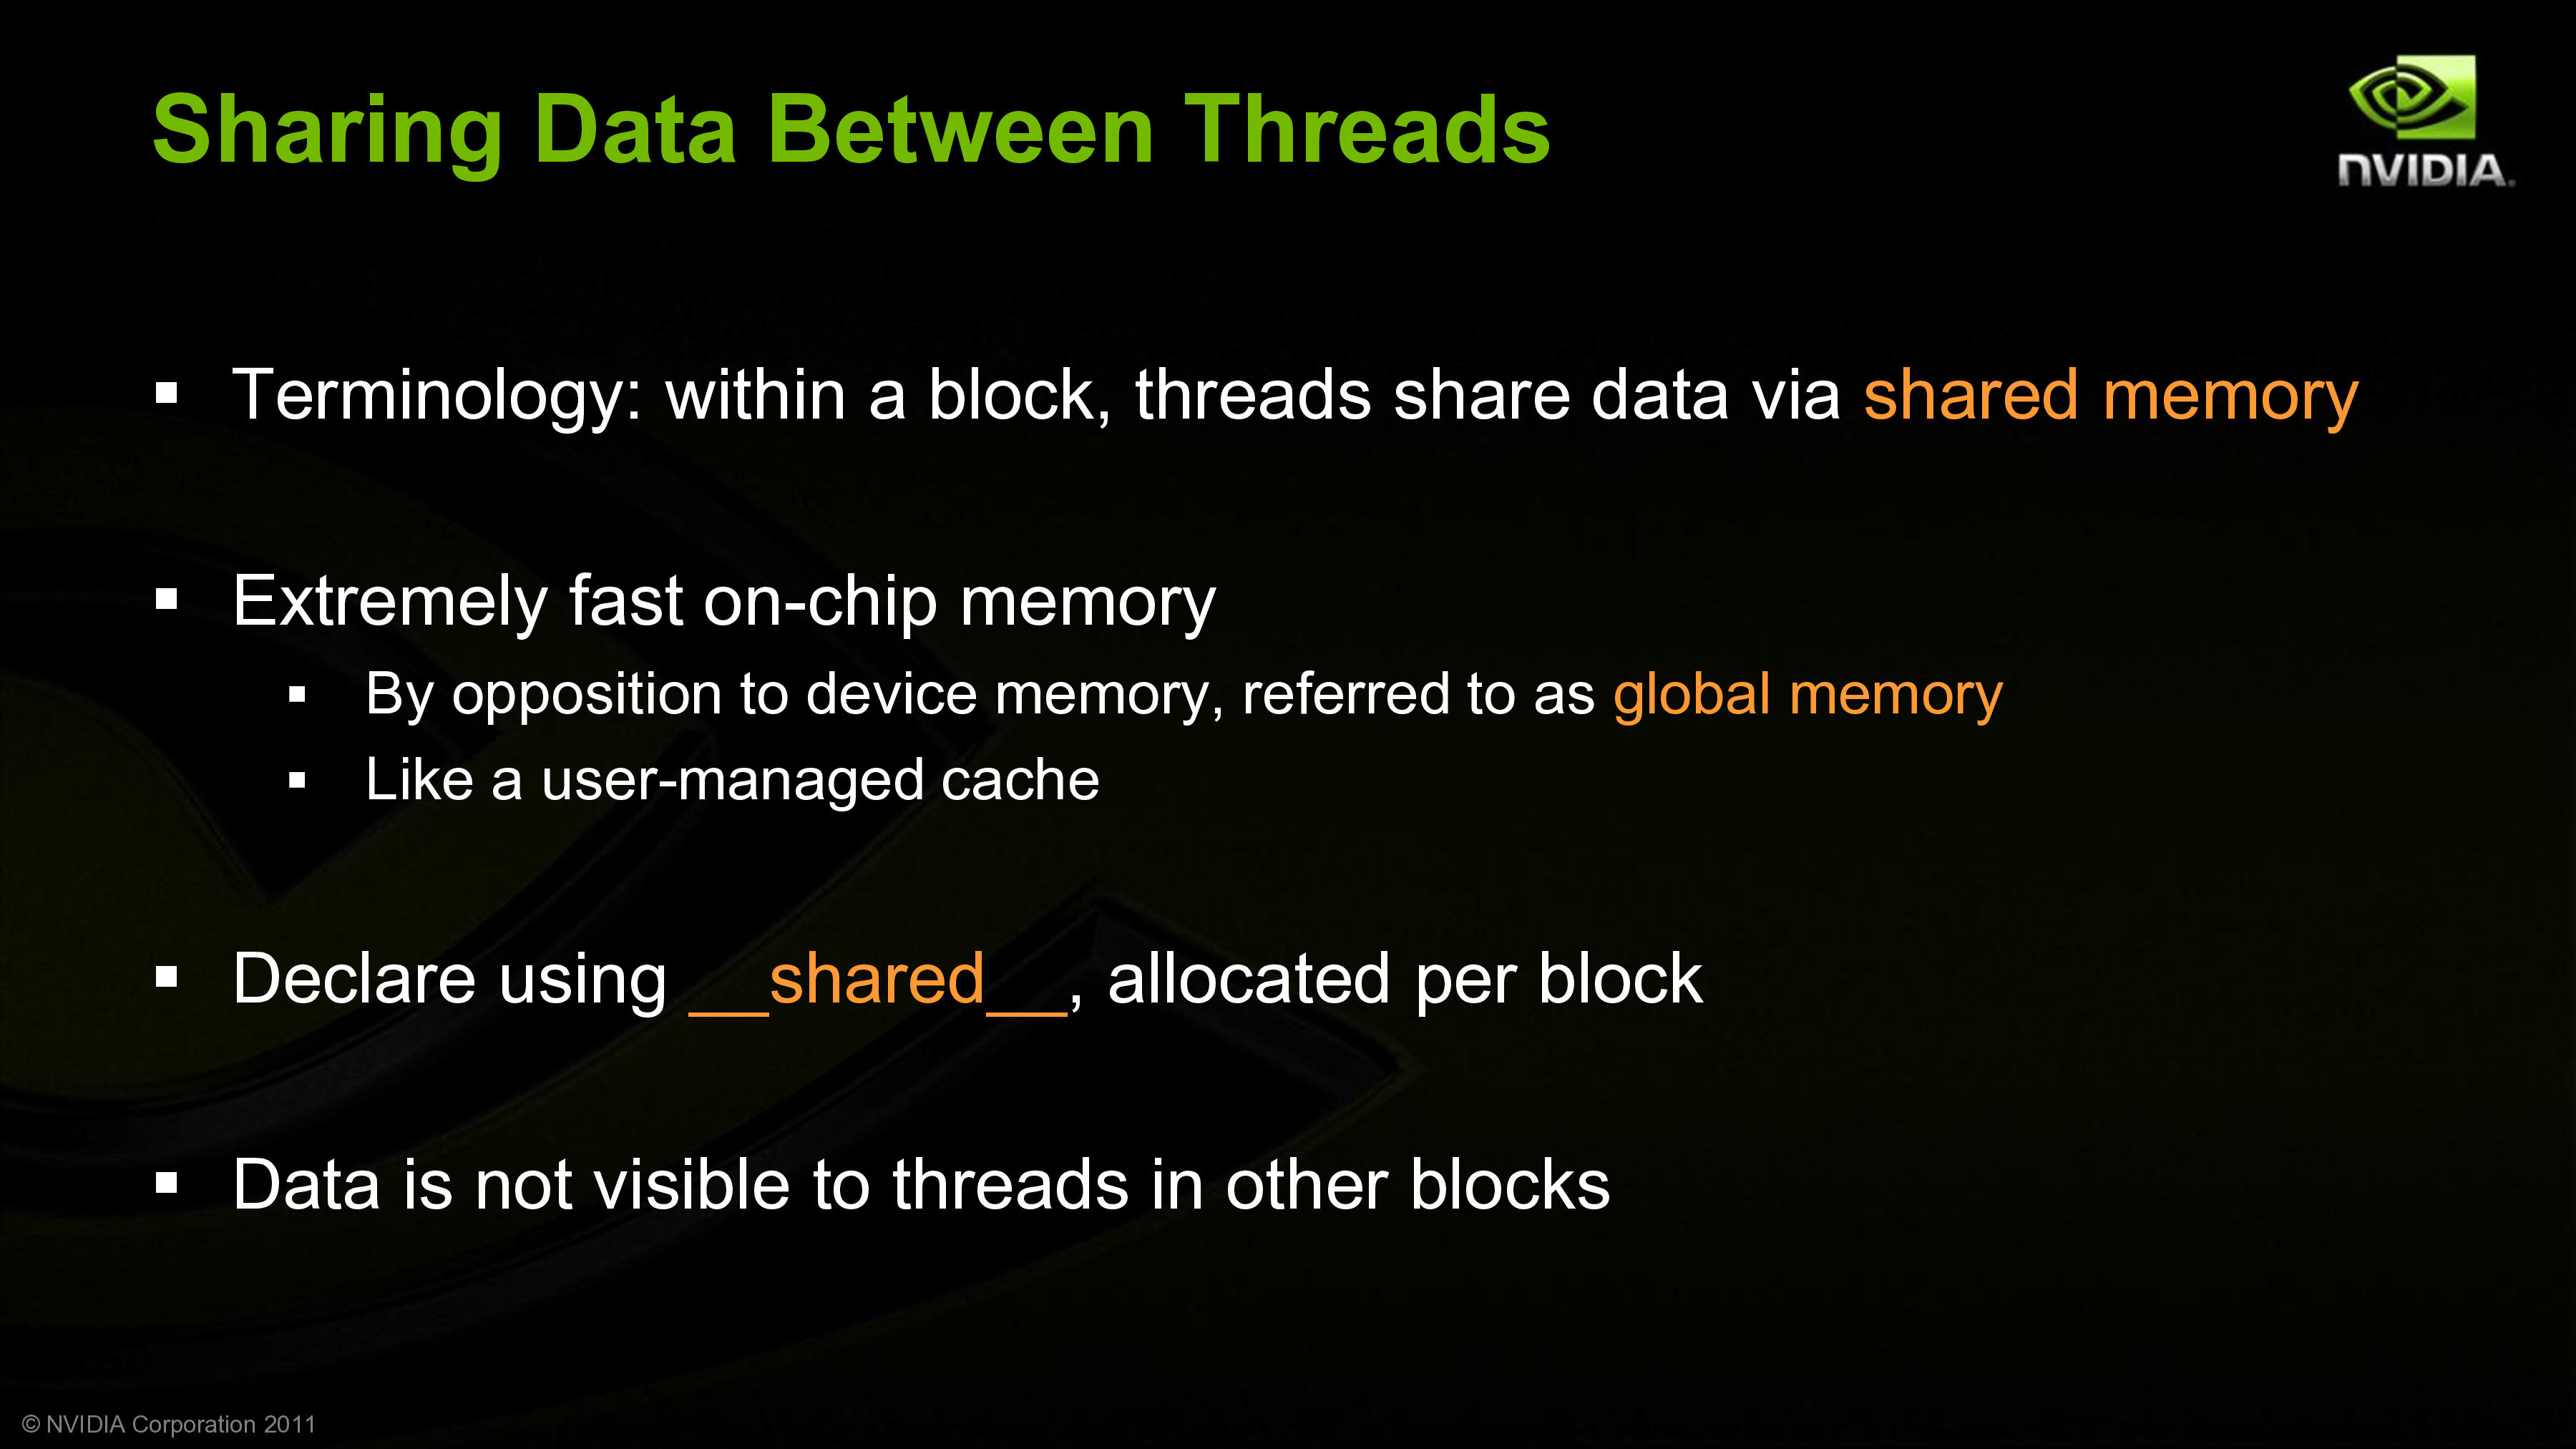 Sharing Data Between Threads
NVIDIA.
▪ Terminology: within a block, threads share data via shared memory
▪ Extremely fast on-chip memory
▪ By opposition to device memory, referred to as global memory
▪ Like a user-managed cache
▪ Declare using __shared__, allocated per block
▪ Data is not visible to threads in other blocks
© NVIDIA Corporation 2011